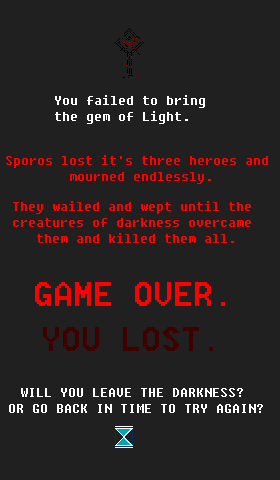 You failed to bring
the gem of Light.
Sporos lost it's three heroes and
mourned endlessly.
They wailed and wept until the
creatures of darkness overcame
them and killed them all.
GAME OVER.
YOU LOST.
WILL YOU LEAVE THE DARKNESS?
OR GO BACK IN TIME TO TRY AGAIN?